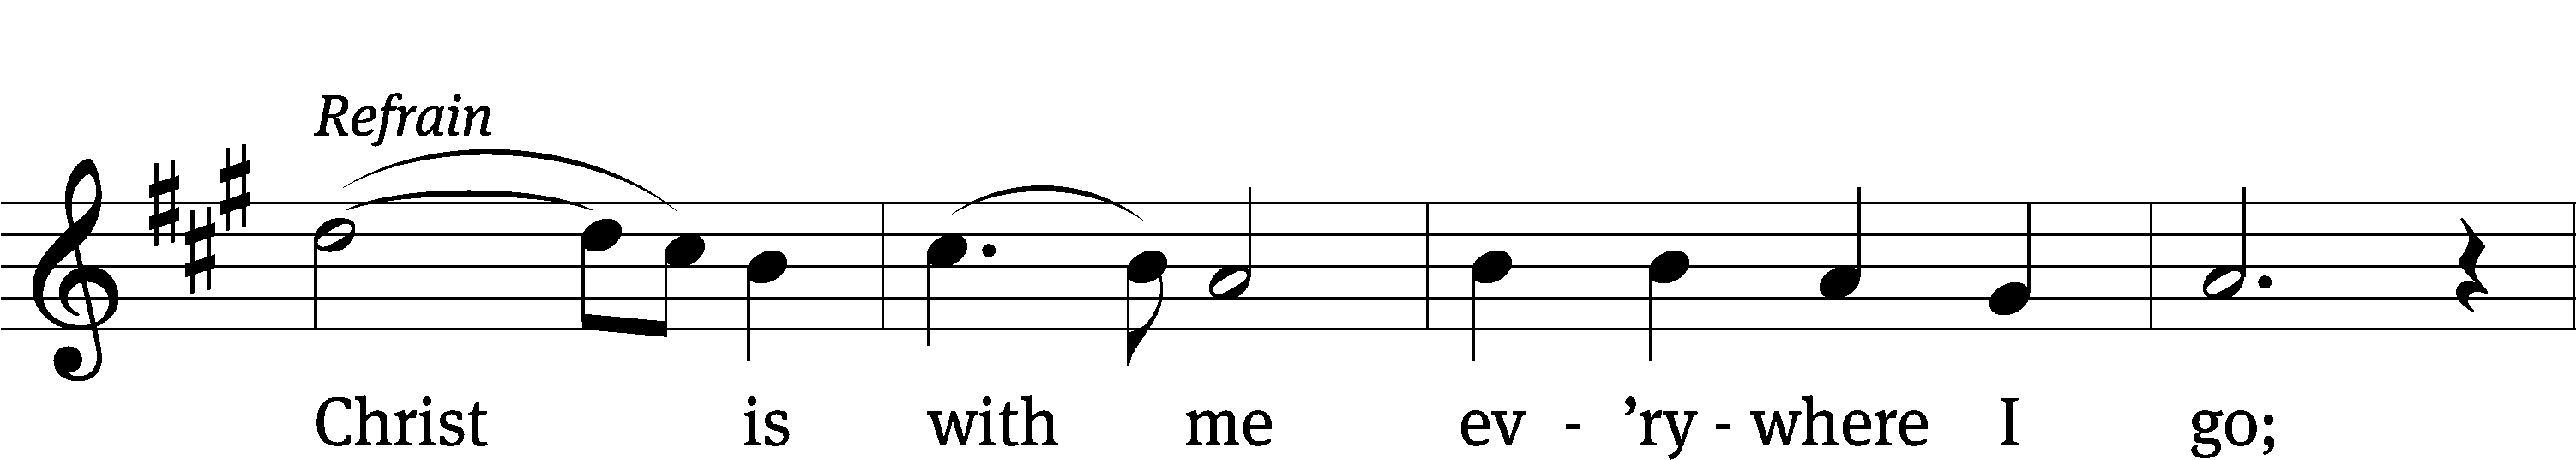 Refrain
Christ is with me ev - ’ry - where I go;